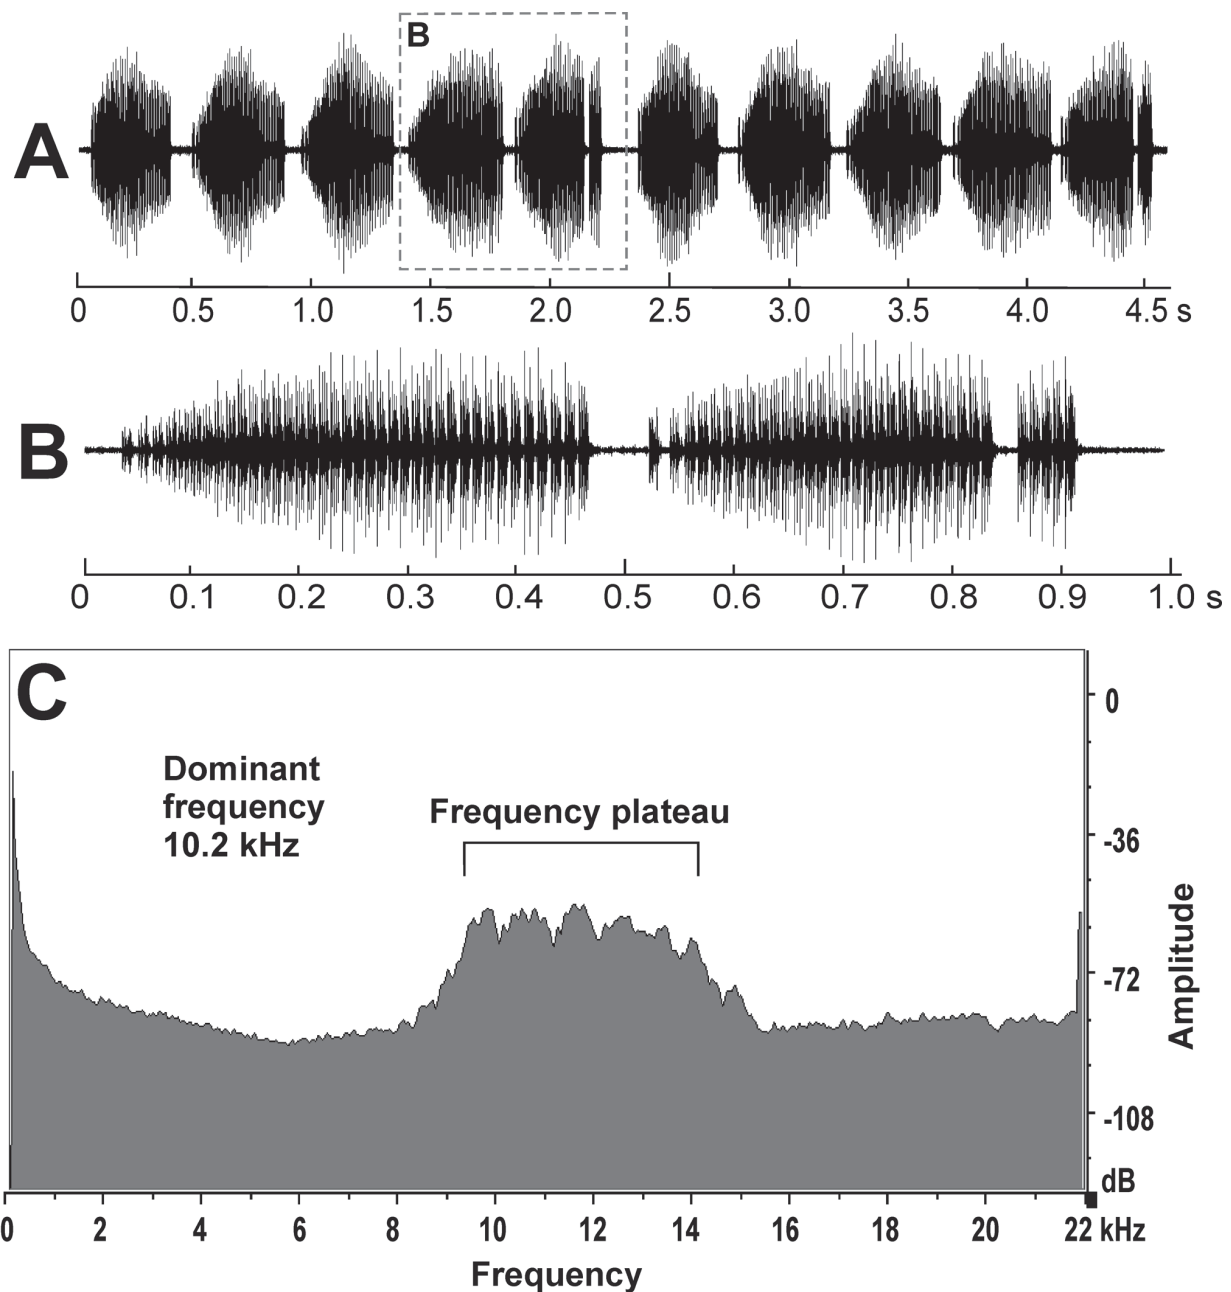 B
A
0 0.5 1.0 1.5 2.0 2.5 3.0 3.5 4.0 4.5 s
B
0 0.1 0.2 0.3 0.4 0.5 0.6 0.7 0.8 0.9 1.0 s
C
Dominant
frequency
10.2 kHz
Frequency plateau
0
-36
-72
-108
dB
Amplitude
0 2 4 6 8 10 12 14 16 18 20 22 kHz
Frequency